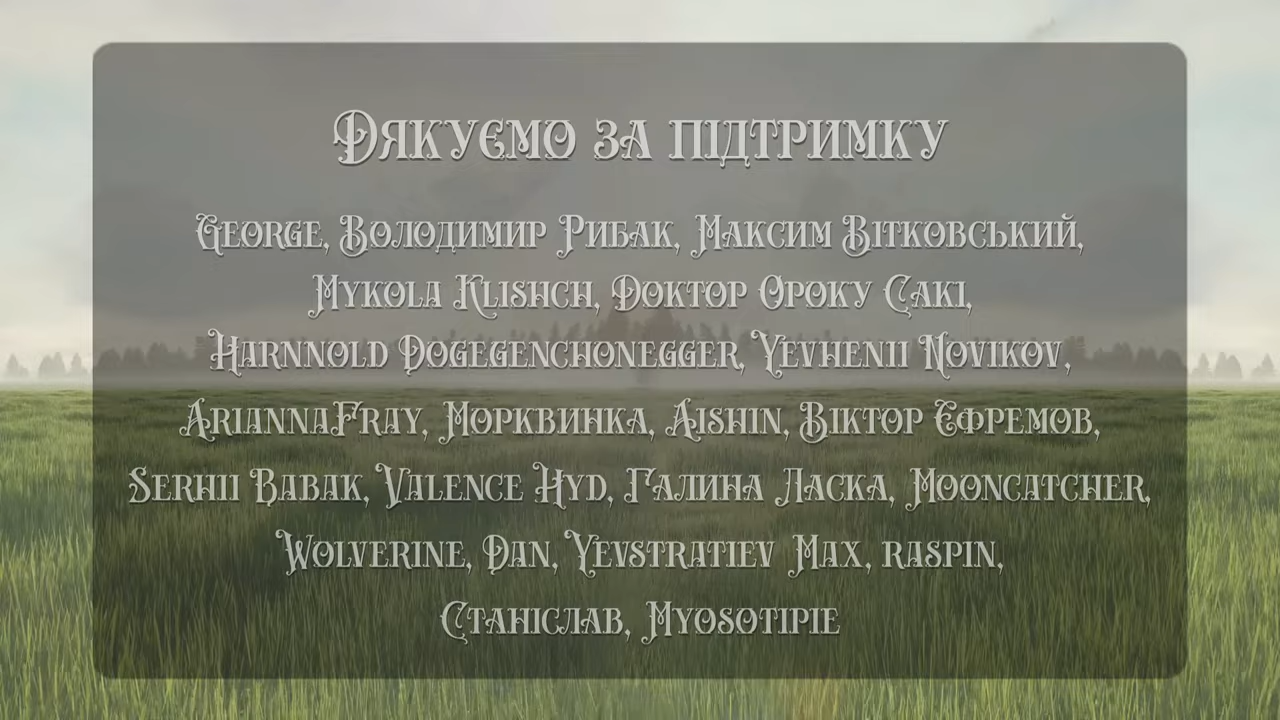 Дякуємо за підтримку
George, Володимир Рибак, Максим Вітковський,
Mykola Klishch, Доктор Ороку Сакі,
Harnnold Dogegenchonegger, Yevhenii Novikov,
AriannaFray, Морквинка, Aishin, Віктор Єфремов,
Serhii Babak, Valence Hyd, Галина Ласка, Mooncatcher,
Wolverine, Dan, Yevstratiev Max, raspin,
Станіслав, Myosotipie